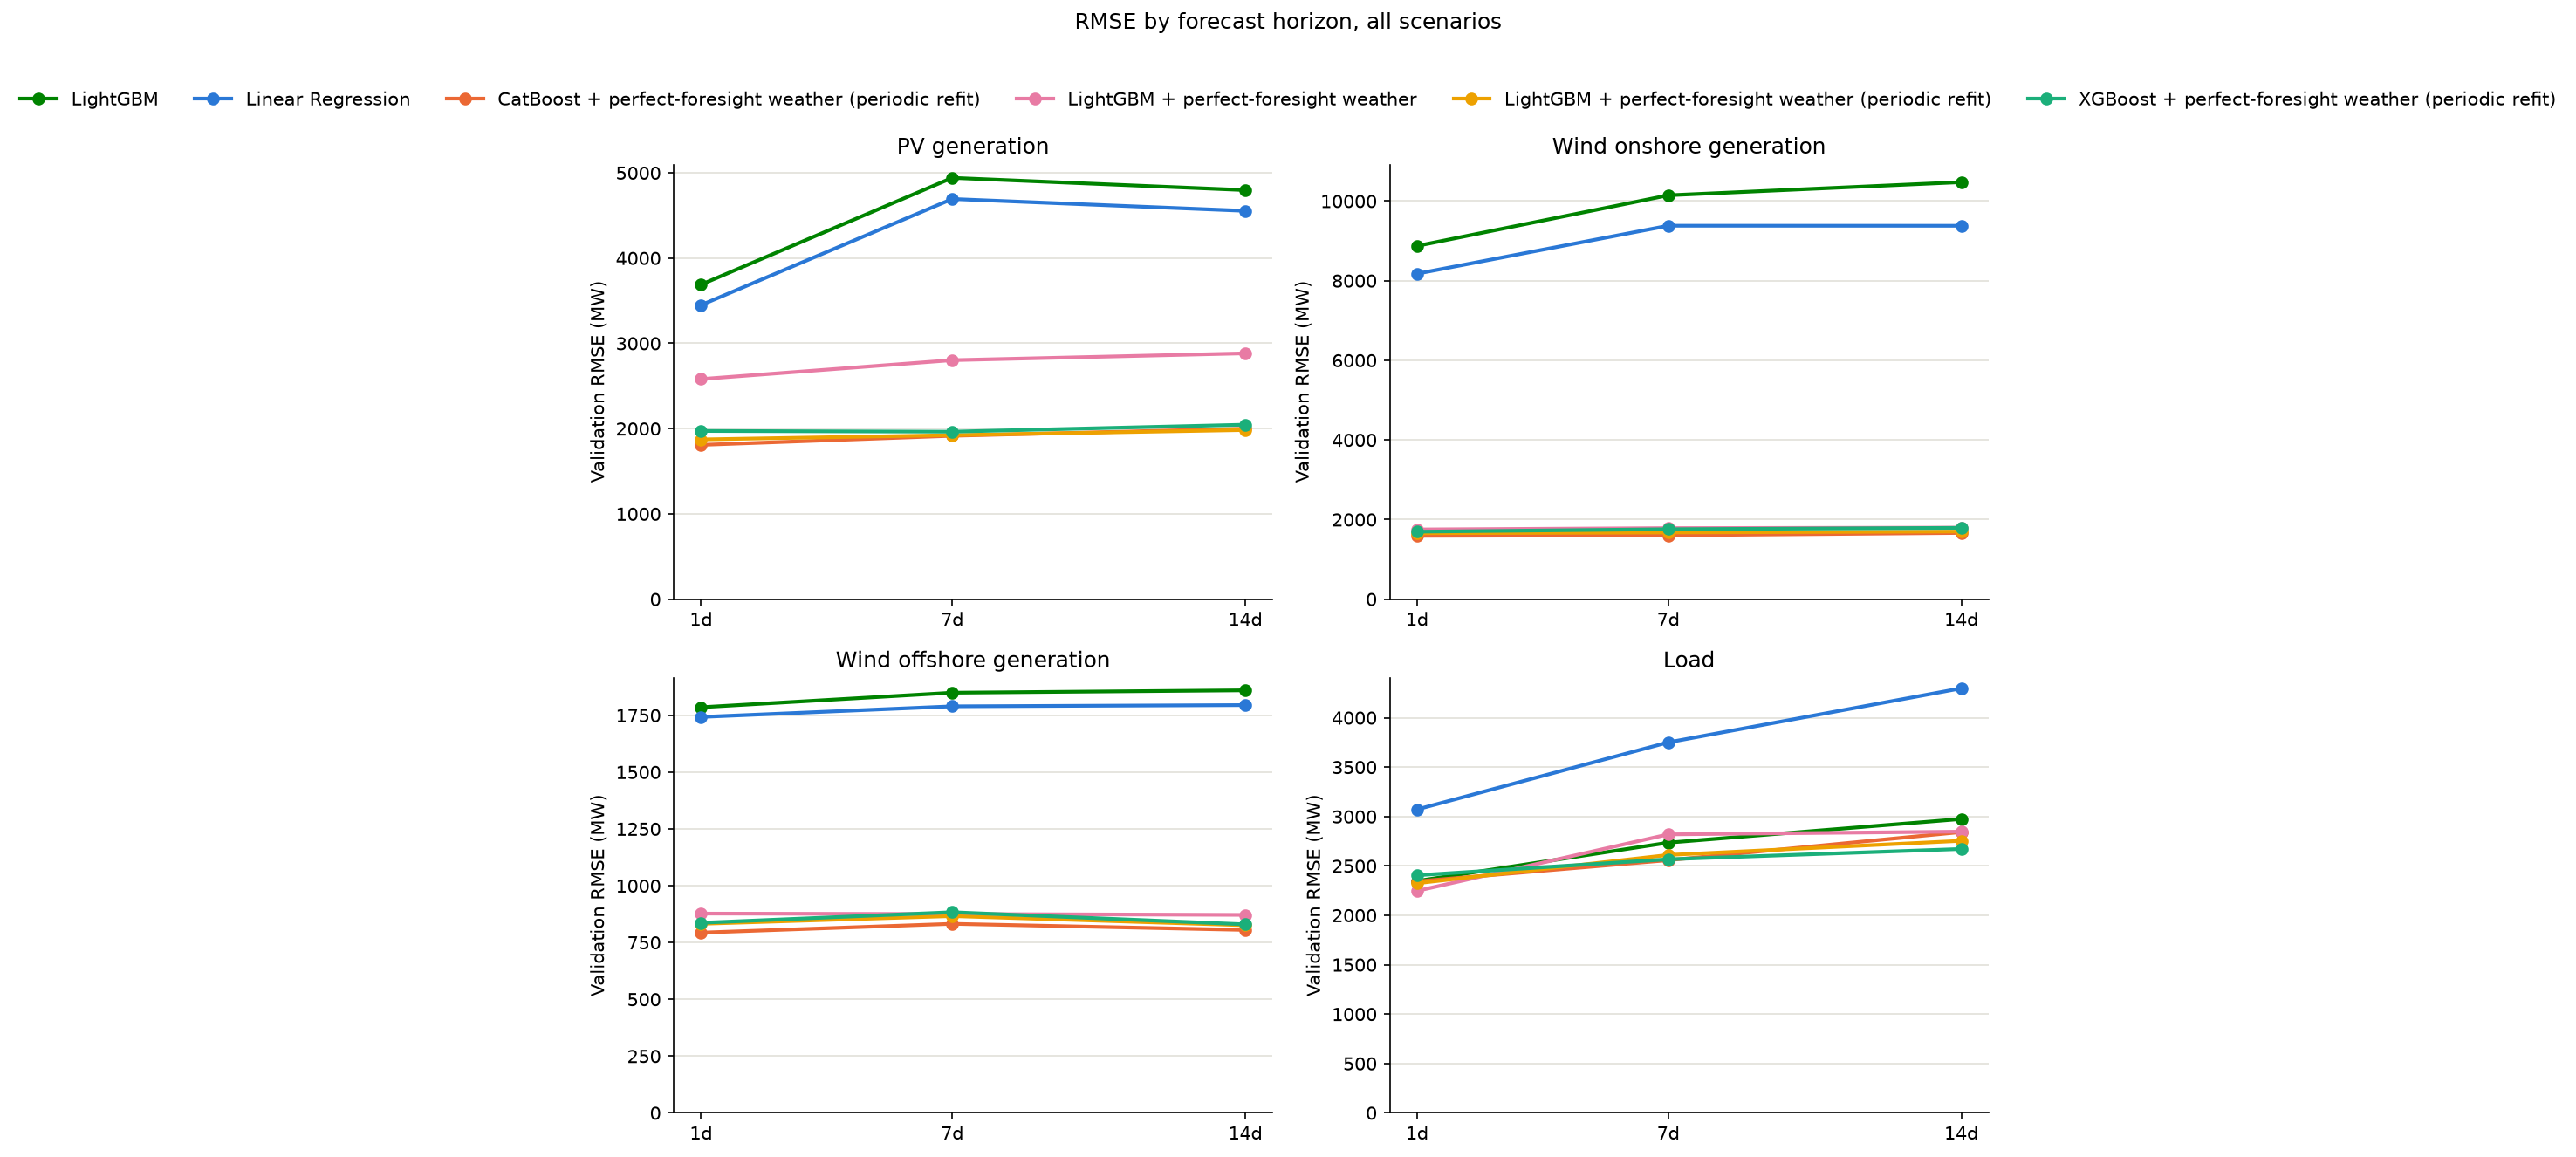 RMSE by forecast horizon, all scenarios
LightGBM Linear Regression CatBoost + perfect-foresight weather (periodic refit) LightGBM + perfect-foresight weather LightGBM + perfect-foresight weather (periodic refit) XGBoost + perfect-foresight weather (periodic refit)
PV generation
Validation RMSE (MW)
5000
4000
3000
2000
1000
0
1d 7d 14d
Wind onshore generation
Validation RMSE (MW)
10000
8000
6000
4000
2000
0
1d 7d 14d
Wind offshore generation
Validation RMSE (MW)
1750
1500
1250
1000
750
500
250
0
1d 7d 14d
Load
Validation RMSE (MW)
4000
3500
3000
2500
2000
1500
1000
500
0
1d 7d 14d